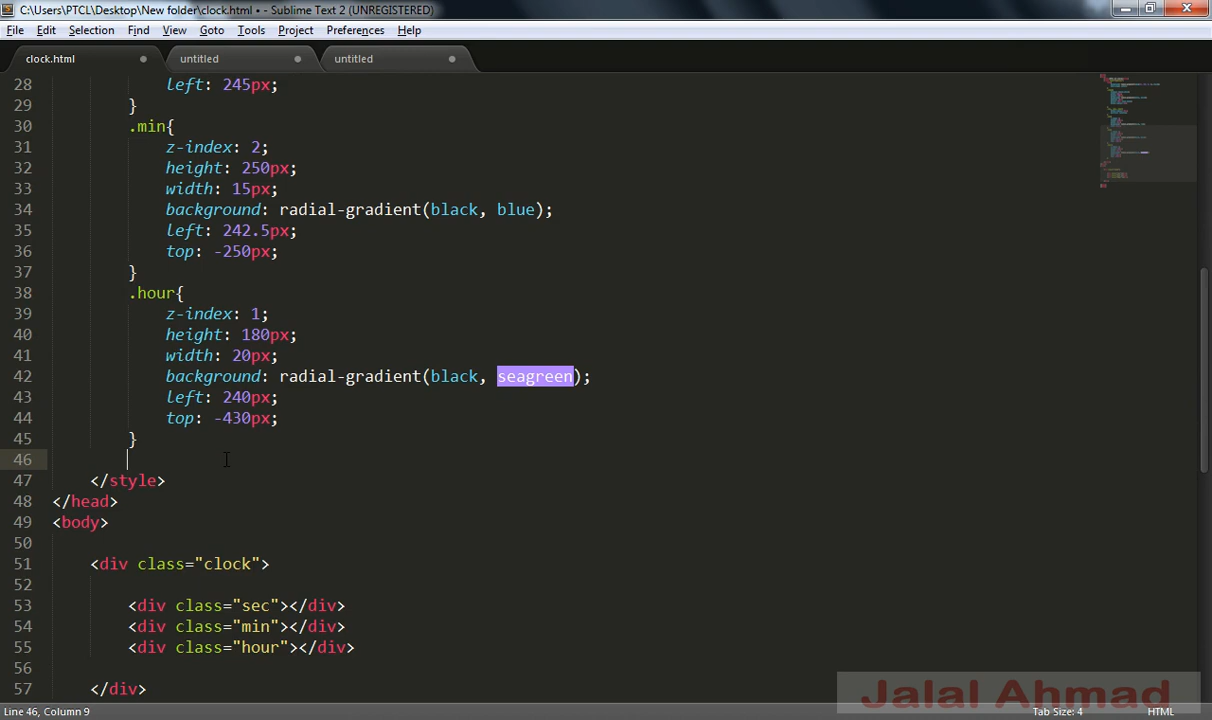 C:\Users\PTCL\Desktop\New folder\clock.html • - Sublime Text 2 (UNREGISTERED)
File Edit Selection Find View Goto Tools Project Preferences Help
clock.html untitled untitled
28 left: 245px;
29 }
30 .min{
31 z-index: 2;
32 height: 250px;
33 width: 15px;
34 background: radial-gradient(black, blue);
35 left: 242.5px;
36 top: -250px;
37 }
38 .hour{
39 z-index: 1;
40 height: 180px;
41 width: 20px;
42 background: radial-gradient(black, seagreen);
43 left: 240px;
44 top: -430px;
45 }
46
47 </style>
48 </head>
49 <body>
50
51 <div class="clock">
52
53 <div class="sec"></div>
54 <div class="min"></div>
55 <div class="hour"></div>
56
57 </div>
Jalal Ahmad
Line 46, Column 9 Tab Size: 4 HTML